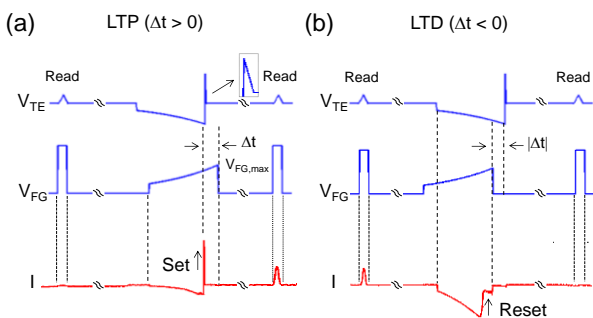 (a) LTP (Δt > 0)
Read
Read
V_TE
Δt
V_FG,max
V_FG
Set
I
(b) LTD (Δt < 0)
Read
Read
V_TE
|Δt|
V_FG
I
Reset